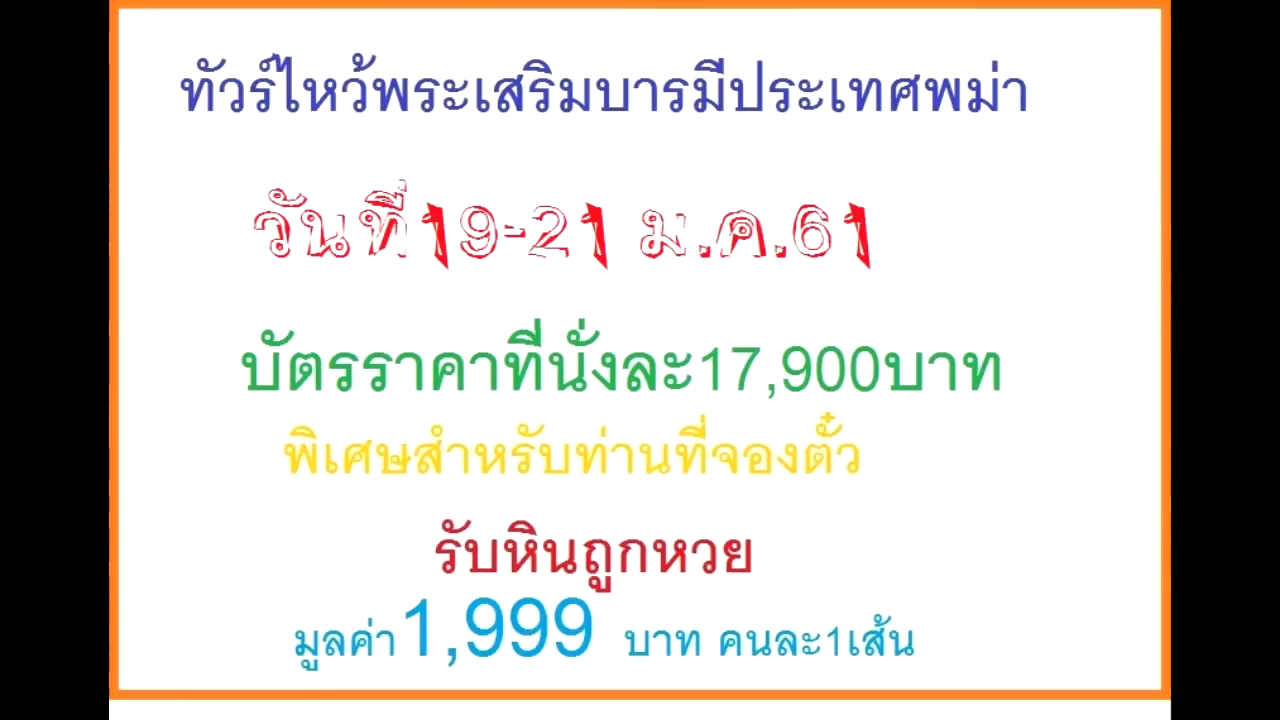 ทัวร์ไหว้พระเสริมบารมีประเทศพม่า
วันที่19-21 ม.ค.61
บัตรราคาที่นั่งละ17,900บาท
พิเศษสำหรับท่านที่จองตั๋ว
รับหินถูกหวย
มูลค่า1,999 บาท คนละ1เส้น